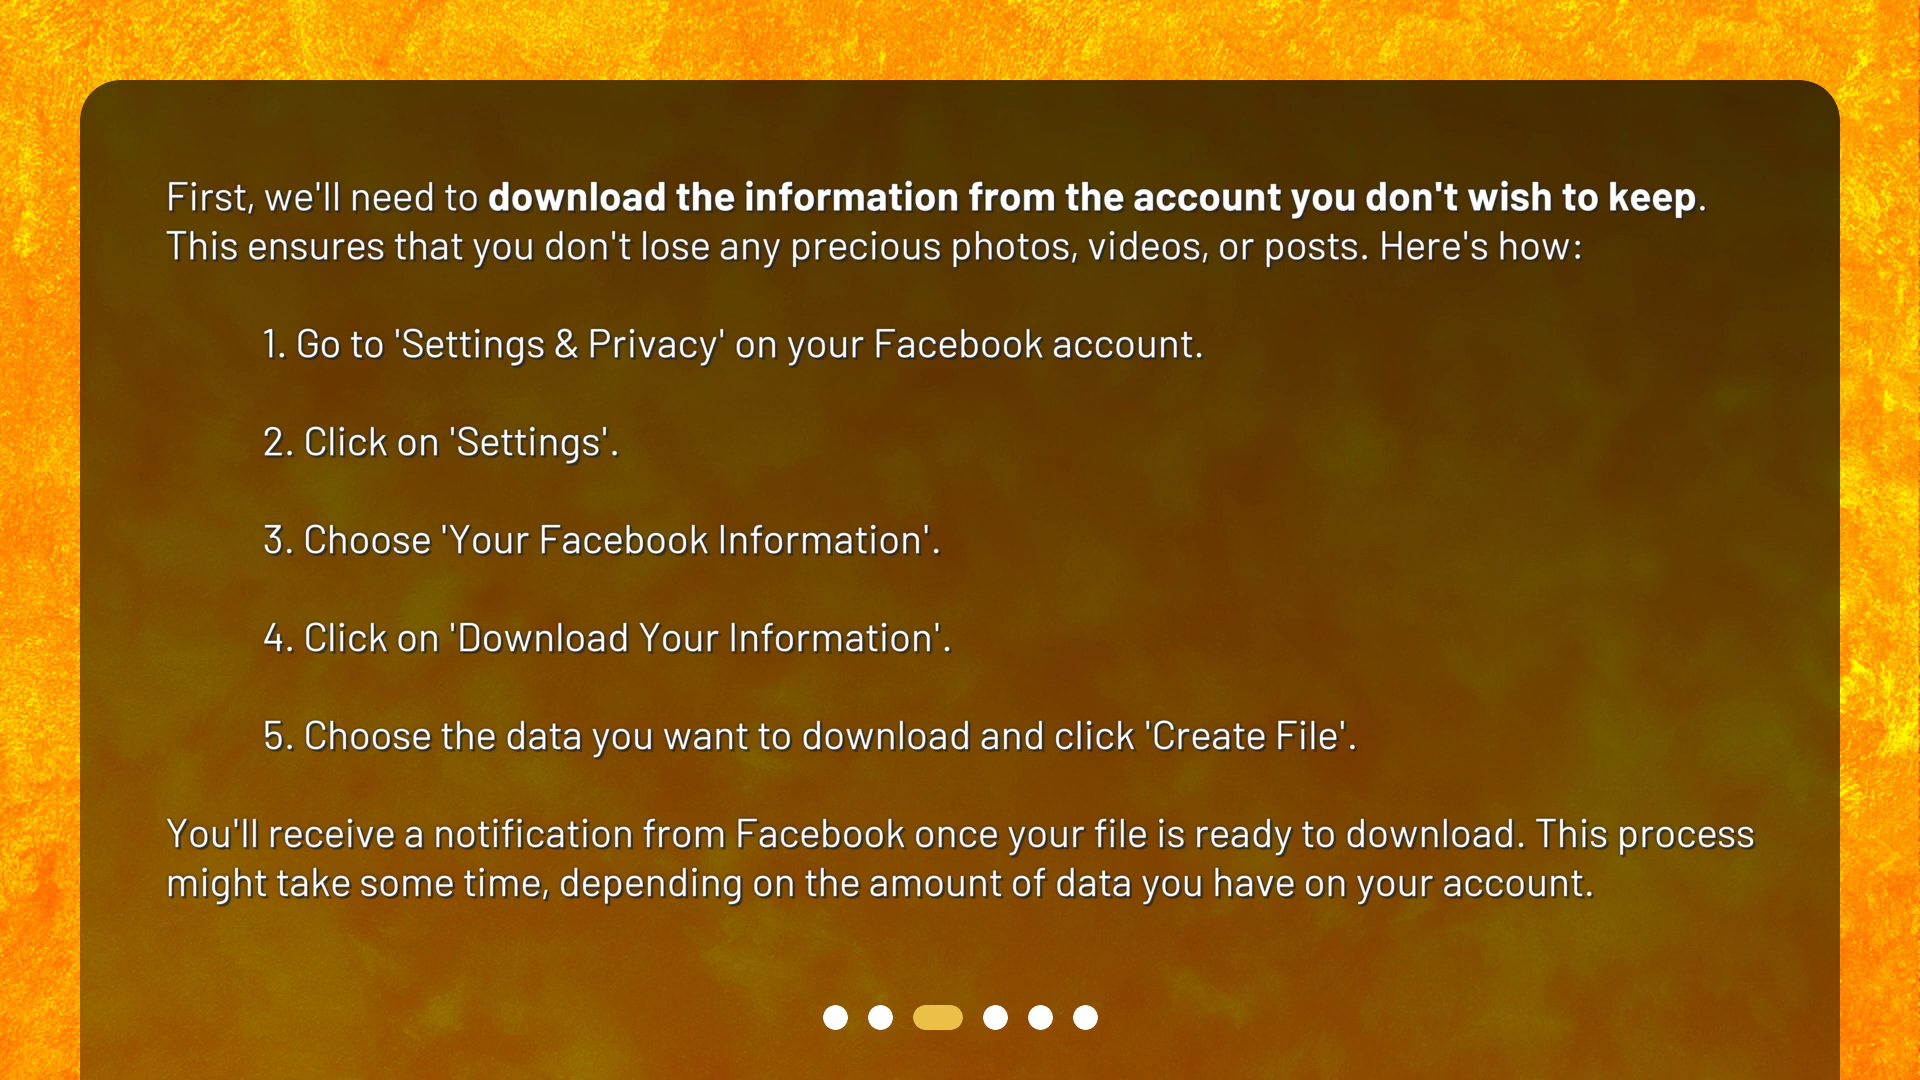 First, we'll need to download the information from the account you don't wish to keep.
This ensures that you don't lose any precious photos, videos, or posts. Here's how:
1. Go to 'Settings & Privacy' on your Facebook account.
2. Click on 'Settings'.
3. Choose 'Your Facebook Information'.
4. Click on 'Download Your Information'.
5. Choose the data you want to download and click 'Create File'.
You'll receive a notification from Facebook once your file is ready to download. This process
might take some time, depending on the amount of data you have on your account.